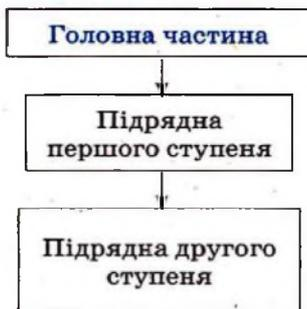 Головна частина
Підрядна
першого ступеня
Підрядна другого
ступеня